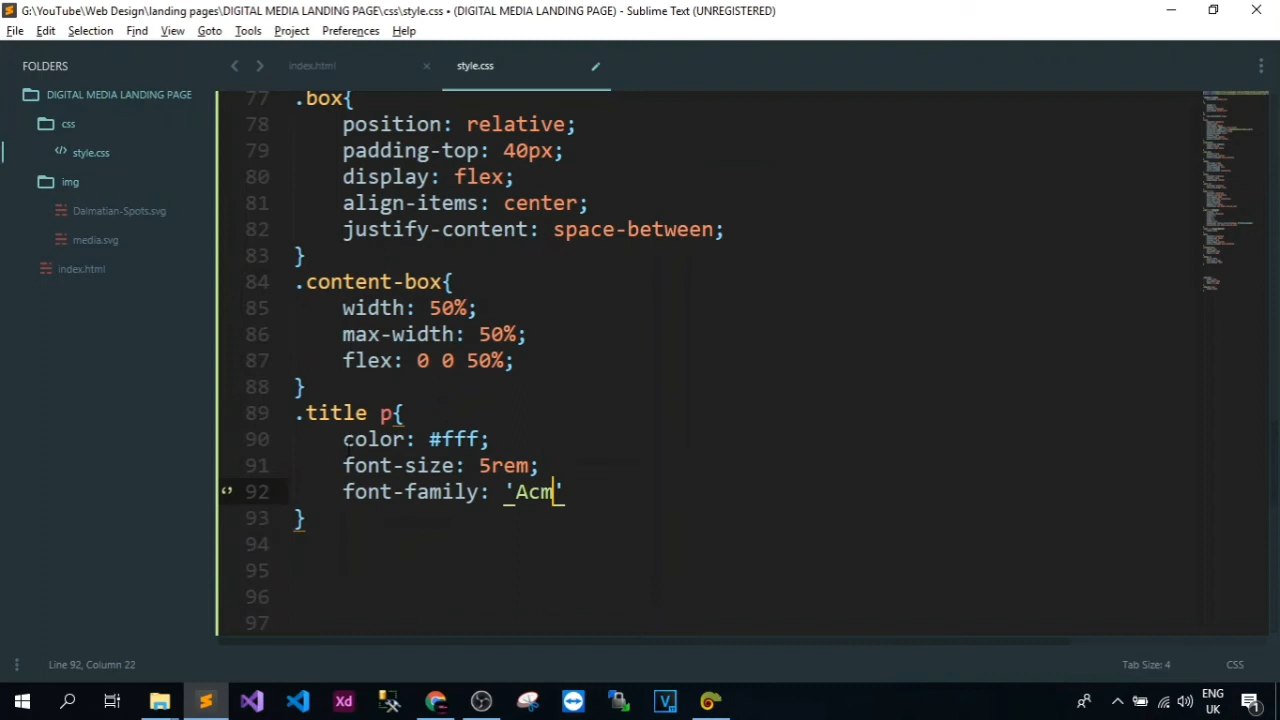 G:\YouTube\Web Design\landing pages\DIGITAL MEDIA LANDING PAGE\css\style.css • (DIGITAL MEDIA LANDING PAGE) - Sublime Text (UNREGISTERED)
File Edit Selection Find View Goto Tools Project Preferences Help
FOLDERS
DIGITAL MEDIA LANDING PAGE
css
style.css
img
Dalmatian-Spots.svg
media.svg
index.html
index.html style.css
77 .box{
78 position: relative;
79 padding-top: 40px;
80 display: flex;
81 align-items: center;
82 justify-content: space-between;
83 }
84 .content-box{
85 width: 50%;
86 max-width: 50%;
87 flex: 0 0 50%;
88 }
89 .title p{
90 color: #fff;
91 font-size: 5rem;
92 font-family: 'Acm'
93 }
94
95
96
97
Line 92, Column 22 Tab Size: 4 CSS
Xd
ENG
UK
1